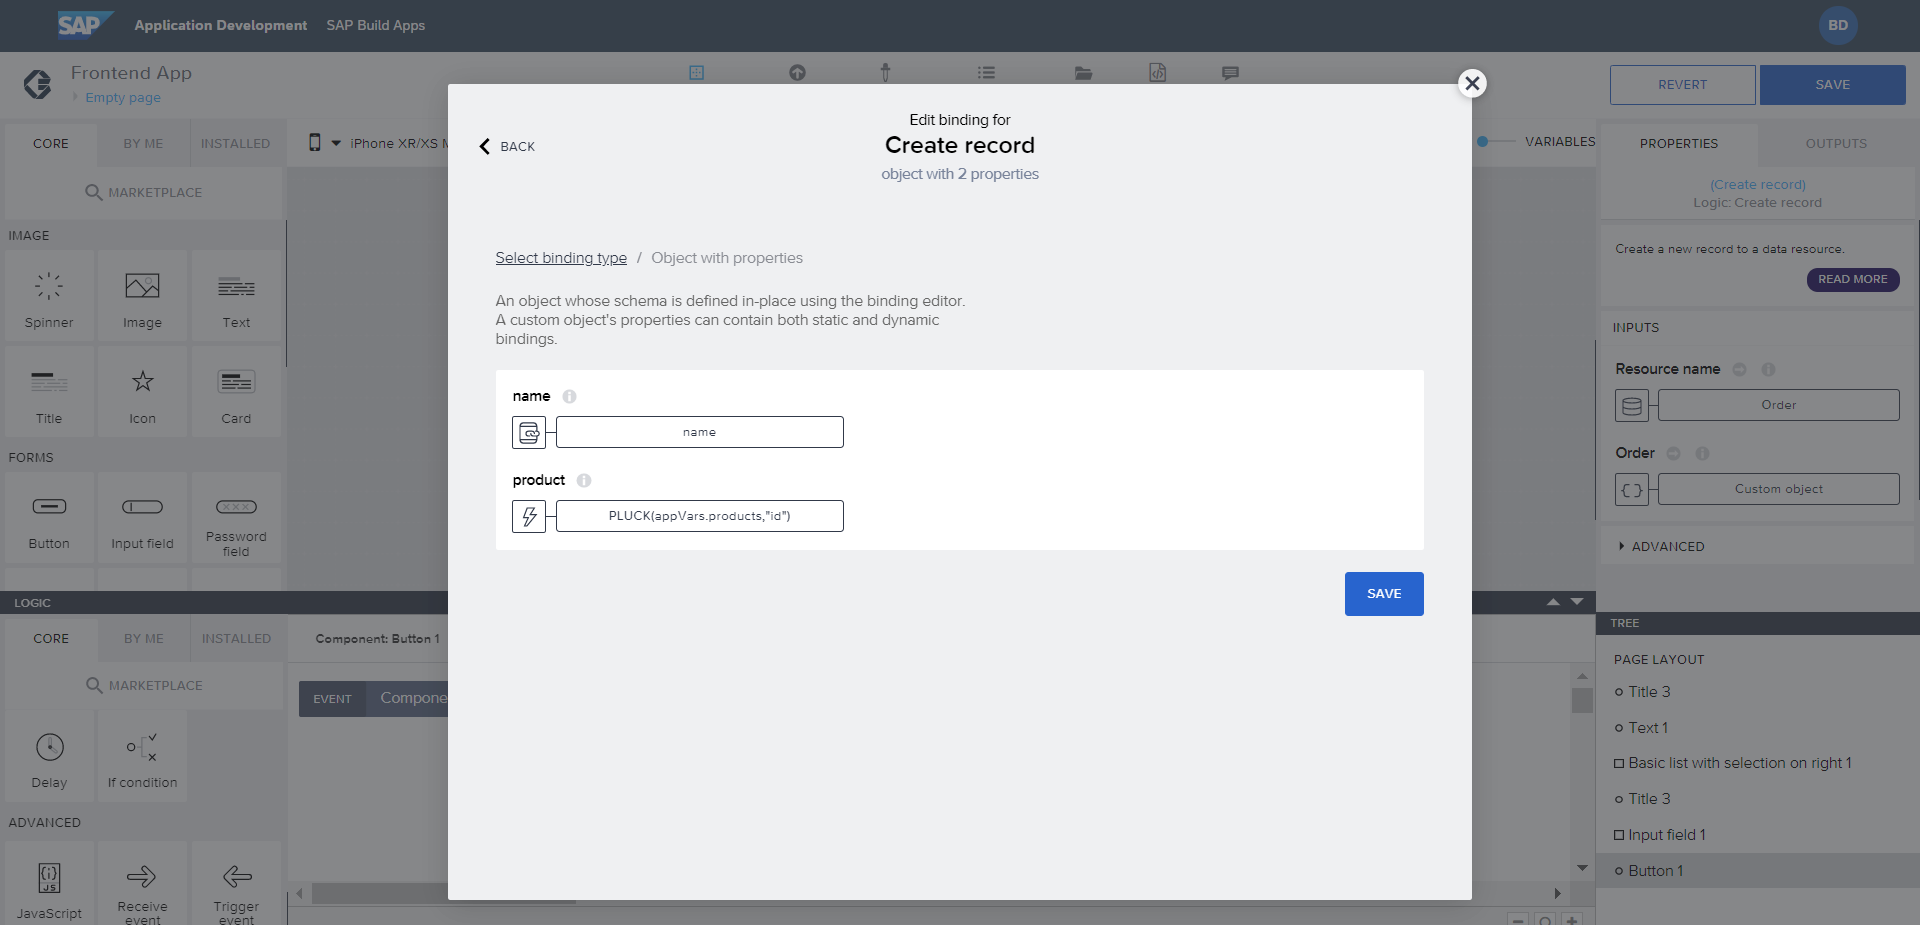 SAP Application Development SAP Build Apps BD
Frontend App
Empty page
REVERT SAVE
CORE BY ME INSTALLED
iPhone XR/XS M
MARKETPLACE
IMAGE
Spinner Image Text
Title Icon Card
FORMS
Button Input field Password field
LOGIC
CORE BY ME INSTALLED
Component: Button 1
MARKETPLACE
EVENT Compone
Delay If condition
ADVANCED
{i} JS
JavaScript Receive event Trigger event
BACK
Edit binding for
Create record
object with 2 properties
Select binding type / Object with properties
An object whose schema is defined in-place using the binding editor.
A custom object's properties can contain both static and dynamic
bindings.
name
name
product
PLUCK(appVars.products,"id")
SAVE
VARIABLES
PROPERTIES OUTPUTS
(Create record)
Logic: Create record
Create a new record to a data resource.
READ MORE
INPUTS
Resource name
Order
Order
Custom object
ADVANCED
TREE
PAGE LAYOUT
Title 3
Text 1
Basic list with selection on right 1
Title 3
Input field 1
Button 1